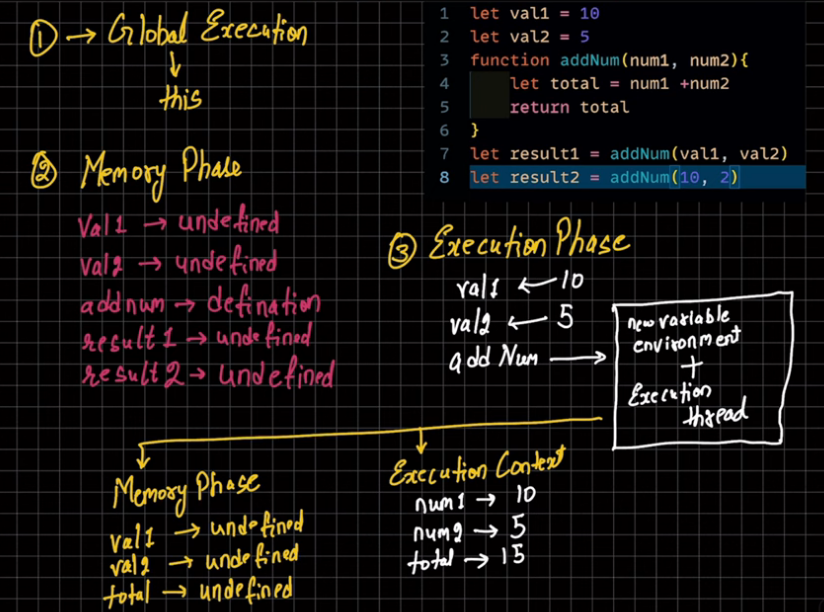 ① → Global Execution
↓
this
1 let val1 = 10
2 let val2 = 5
3 function addNum(num1, num2){
4 let total = num1 +num2
5 return total
6 }
7 let result1 = addNum(val1, val2)
8 let result2 = addNum(10, 2)
② Memory Phase
Val1 → undefined
val2 → undefined
addnum → defination
result1 → undefined
result2 → undefined
③ Execution Phase
val1 ← 10
val2 ← 5
add Num →
new variable
environment
+
Execution
thread
Memory Phase
val1 → undefined
val2 → undefined
total → undefined
Execution Context
num1 → 10
num2 → 5
total → 15